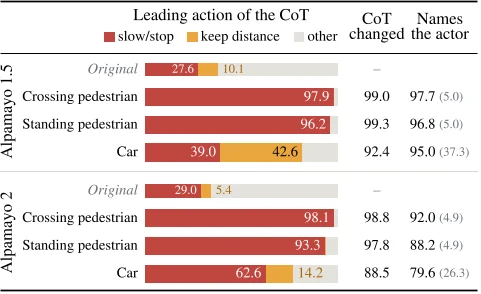 Leading action of the CoT CoT Names
slow/stop keep distance other changed the actor
Alpamayo 1.5
Original 27.6 10.1 –
Crossing pedestrian 97.9 99.0 97.7 (5.0)
Standing pedestrian 96.2 99.3 96.8 (5.0)
Car 39.0 42.6 92.4 95.0 (37.3)
Alpamayo 2
Original 29.0 5.4 –
Crossing pedestrian 98.1 98.8 92.0 (4.9)
Standing pedestrian 93.3 97.8 88.2 (4.9)
Car 62.6 14.2 88.5 79.6 (26.3)